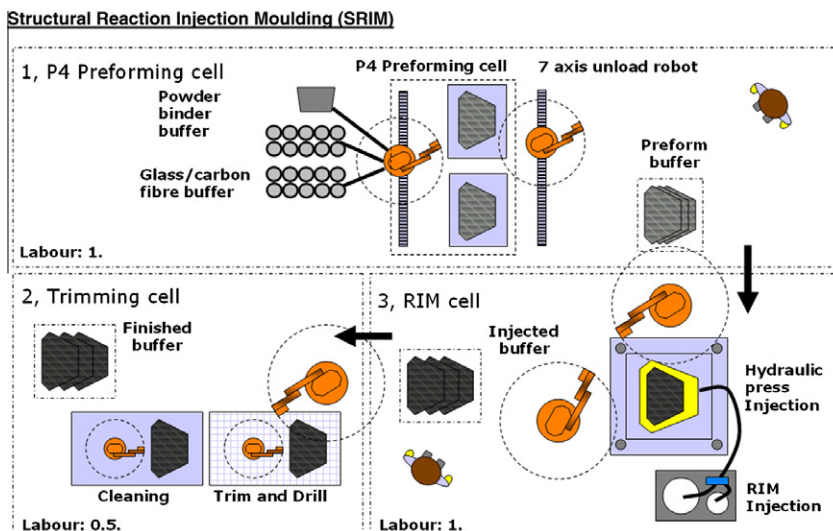 Structural Reaction Injection Moulding (SRIM)
1, P4 Preforming cell
P4 Preforming cell
7 axis unload robot
Powder
binder
buffer
Glass/carbon
fibre buffer
Preform
buffer
Labour: 1.
2, Trimming cell
Finished
buffer
Cleaning
Trim and Drill
Labour: 0.5.
3, RIM cell
Injected
buffer
Hydraulic
press
Injection
RIM
Injection
Labour: 1.